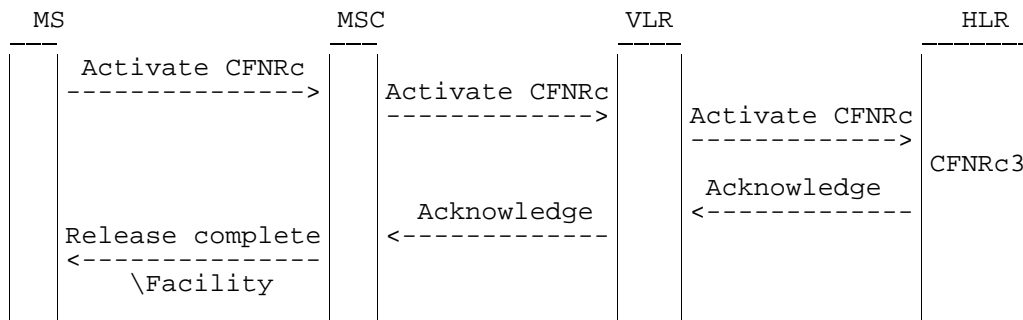 MS MSC VLR HLR
Activate CFNRc
Activate CFNRc
Activate CFNRc
CFNRc3
Acknowledge
Acknowledge
Release complete
\Facility